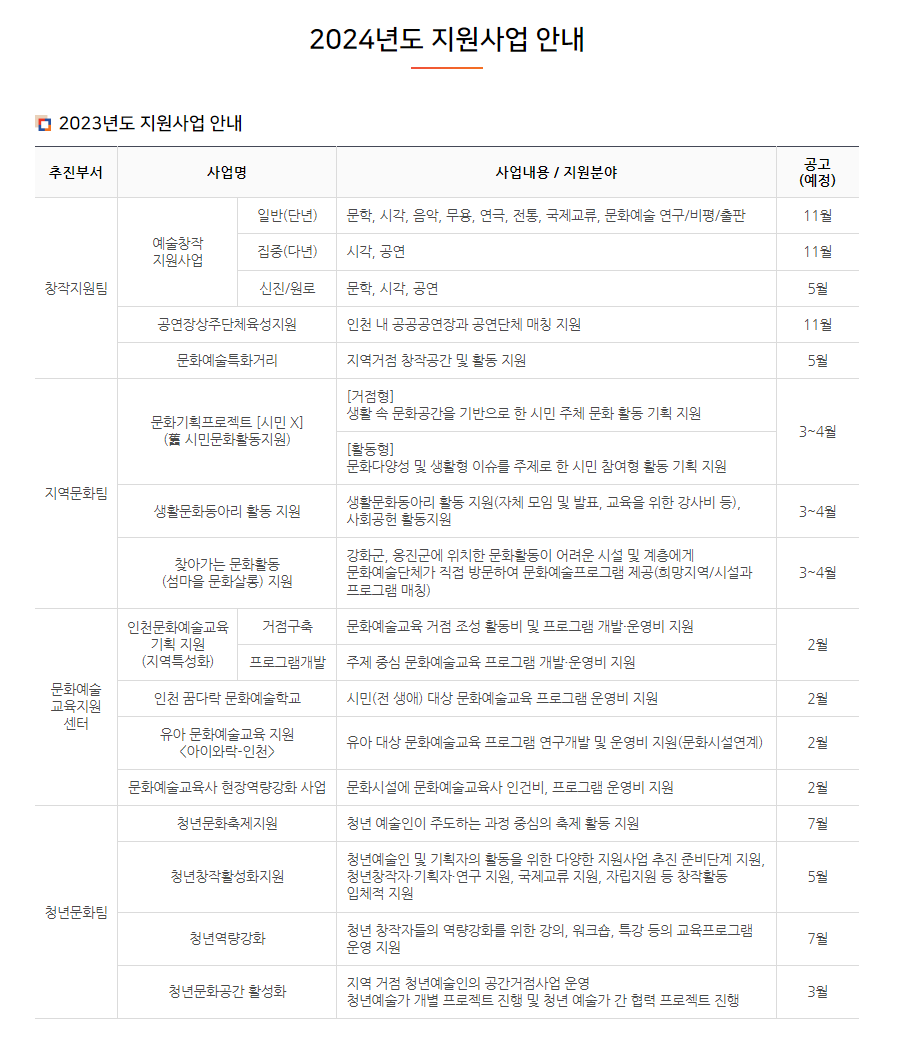 2024년도 지원사업 안내
2023년도 지원사업 안내
추진부서 사업명 사업내용 / 지원분야 공고
(예정)
창작지원팀
예술창작
지원사업
일반(단년) 문학, 시각, 음악, 무용, 연극, 전통, 국제교류, 문화예술 연구/비평/출판 11월
집중(다년) 시각, 공연 11월
신진/원로 문학, 시각, 공연 5월
공연장상주단체육성지원 인천 내 공공공연장과 공연단체 매칭 지원 11월
문화예술특화거리 지역거점 창작공간 및 활동 지원 5월
지역문화팀
문화기획프로젝트 [시민 X]
(舊 시민문화활동지원)
[거점형]
생활 속 문화공간을 기반으로 한 시민 주체 문화 활동 기획 지원
[활동형]
문화다양성 및 생활형 이슈를 주제로 한 시민 참여형 활동 기획 지원
3~4월
생활문화동아리 활동 지원
생활문화동아리 활동 지원(자체 모임 및 발표, 교육을 위한 강사비 등),
사회공헌 활동지원
3~4월
찾아가는 문화활동
(섬마을 문화살롱) 지원
강화군, 옹진군에 위치한 문화활동이 어려운 시설 및 계층에게
문화예술단체가 직접 방문하여 문화예술프로그램 제공(희망지역/시설과
프로그램 매칭)
3~4월
문화예술
교육지원
센터
인천문화예술교육
기획 지원
(지역특성화)
거점구축 문화예술교육 거점 조성 활동비 및 프로그램 개발·운영비 지원
프로그램개발 주제 중심 문화예술교육 프로그램 개발·운영비 지원
2월
인천 꿈다락 문화예술학교 시민(전 생애) 대상 문화예술교육 프로그램 운영비 지원 2월
유아 문화예술교육 지원
<아이와락-인천>
유아 대상 문화예술교육 프로그램 연구개발 및 운영비 지원(문화시설연계) 2월
문화예술교육사 현장역량강화 사업 문화시설에 문화예술교육사 인건비, 프로그램 운영비 지원 2월
청년문화팀
청년문화축제지원 청년 예술인이 주도하는 과정 중심의 축제 활동 지원 7월
청년창작활성화지원
청년예술인 및 기획자의 활동을 위한 다양한 지원사업 추진 준비단계 지원,
청년창작자·기획자·연구 지원, 국제교류 지원, 자립지원 등 창작활동
입체적 지원
5월
청년역량강화
청년 창작자들의 역량강화를 위한 강의, 워크숍, 특강 등의 교육프로그램
운영 지원
7월
청년문화공간 활성화
지역 거점 청년예술인의 공간거점사업 운영
청년예술가 개별 프로젝트 진행 및 청년 예술가 간 협력 프로젝트 진행
3월